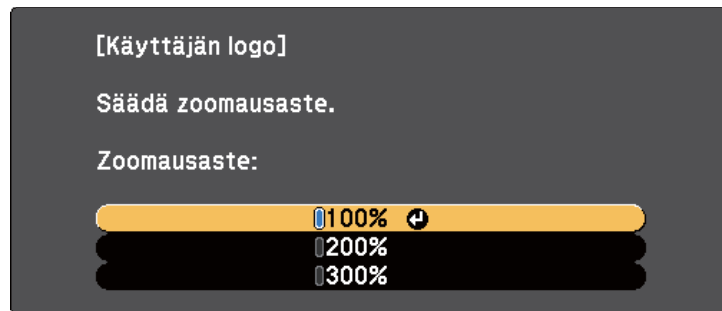 [Käyttäjän logo]
Säädä zoomausaste.
Zoomausaste:
100%
200%
300%